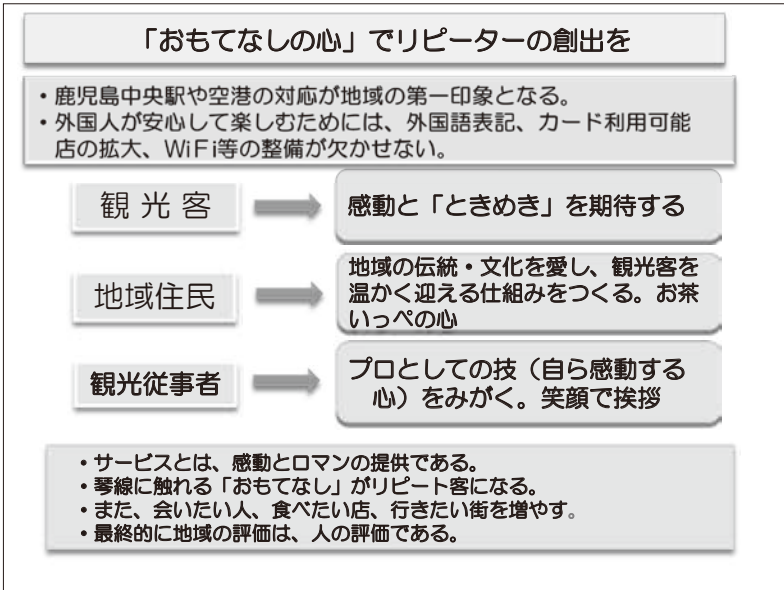 「おもてなしの心」でリピーターの創出を
・鹿児島中央駅や空港の対応が地域の第一印象となる。
・外国人が安心して楽しむためには、外国語表記、カード利用可能
店の拡大、WiFi等の整備が欠かせない。
観 光 客
感動と「ときめき」を期待する
地域住民
地域の伝統・文化を愛し、観光客を
温かく迎える仕組みをつくる。お茶
いっぺの心
観光従事者
プロとしての技（自ら感動する
心）をみがく。笑顔で挨拶
・サービスとは、感動とロマンの提供である。
・琴線に触れる「おもてなし」がリピート客になる。
・また、会いたい人、食べたい店、行きたい街を増やす。
・最終的に地域の評価は、人の評価である。